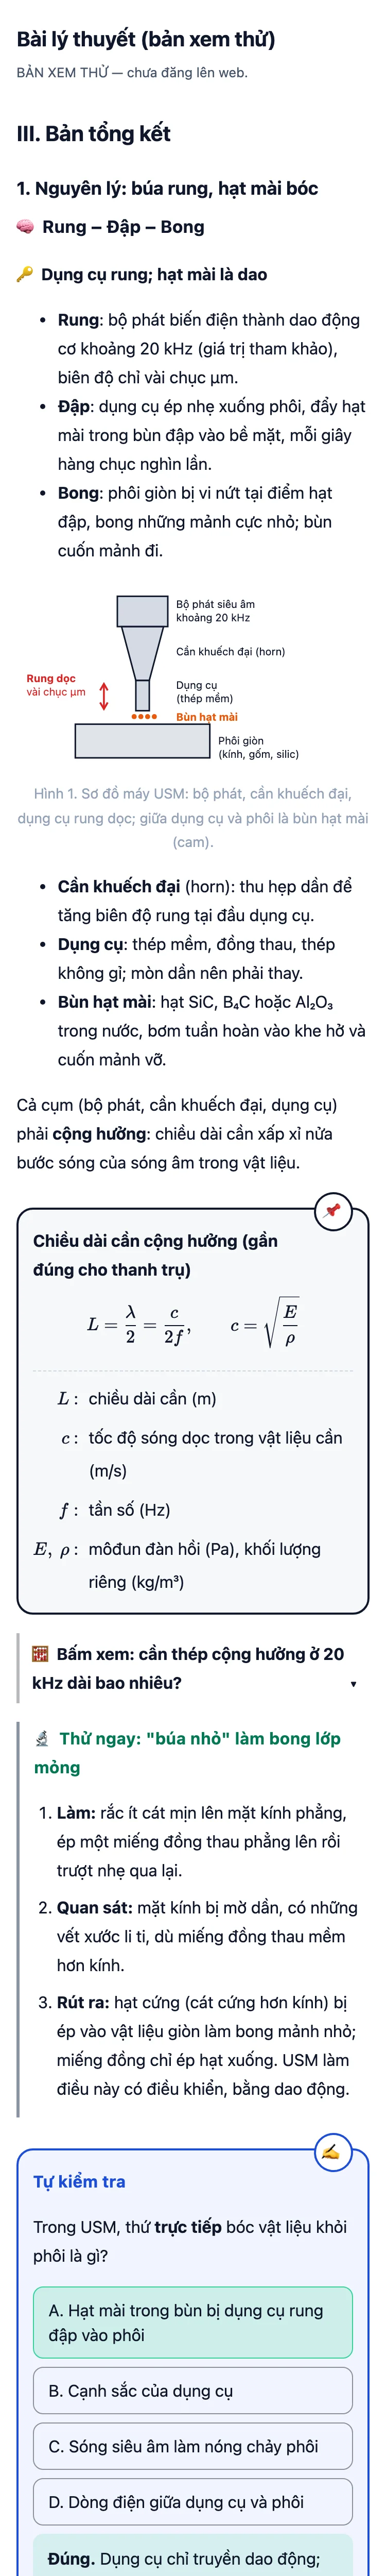 Bài lý thuyết (bản xem thử)
BẢN XEM THỬ — chưa đăng lên web.
III. Bản tổng kết
1. Nguyên lý: búa rung, hạt mài bóc
🧠 Rung – Đập – Bong
🔑 Dụng cụ rung; hạt mài là dao
• Rung: bộ phát biến điện thành dao động
cơ khoảng 20 kHz (giá trị tham khảo),
biên độ chỉ vài chục µm.
• Đập: dụng cụ ép nhẹ xuống phôi, đẩy hạt
mài trong bùn đập vào bề mặt, mỗi giây
hàng chục nghìn lần.
• Bong: phôi giòn bị vi nứt tại điểm hạt
đập, bong những mảnh cực nhỏ; bùn
cuốn mảnh đi.
Bộ phát siêu âm
khoảng 20 kHz
Cần khuếch đại (horn)
Rung dọc
vài chục µm
Dụng cụ
(thép mềm)
Bùn hạt mài
Phôi giòn
(kính, gốm, silic)
Hình 1. Sơ đồ máy USM: bộ phát, cần khuếch đại,
dụng cụ rung dọc; giữa dụng cụ và phôi là bùn hạt mài
(cam).
• Cần khuếch đại (horn): thu hẹp dần để
tăng biên độ rung tại đầu dụng cụ.
• Dụng cụ: thép mềm, đồng thau, thép
không gỉ; mòn dần nên phải thay.
• Bùn hạt mài: hạt SiC, B₄C hoặc Al₂O₃
trong nước, bơm tuần hoàn vào khe hở và
cuốn mảnh vỡ.
Cả cụm (bộ phát, cần khuếch đại, dụng cụ)
phải cộng hưởng: chiều dài cần xấp xỉ nửa
bước sóng của sóng âm trong vật liệu.
📌
Chiều dài cần cộng hưởng (gần
đúng cho thanh trụ)
L = λ/2 = c/2f, c = √(E/ρ)
L : chiều dài cần (m)
c : tốc độ sóng dọc trong vật liệu cần
(m/s)
f : tần số (Hz)
E, ρ : môđun đàn hồi (Pa), khối lượng
riêng (kg/m³)
🧮 Bấm xem: cần thép cộng hưởng ở 20
kHz dài bao nhiêu? ▼
🔬 Thử ngay: "búa nhỏ" làm bong lớp
mỏng
1. Làm: rắc ít cát mịn lên mặt kính phẳng,
ép một miếng đồng thau phẳng lên rồi
trượt nhẹ qua lại.
2. Quan sát: mặt kính bị mờ dần, có những
vết xước li ti, dù miếng đồng thau mềm
hơn kính.
3. Rút ra: hạt cứng (cát cứng hơn kính) bị
ép vào vật liệu giòn làm bong mảnh nhỏ;
miếng đồng chỉ ép hạt xuống. USM làm
điều này có điều khiển, bằng dao động.
✍️
Tự kiểm tra
Trong USM, thứ trực tiếp bóc vật liệu khỏi
phôi là gì?
A. Hạt mài trong bùn bị dụng cụ rung
đập vào phôi
B. Cạnh sắc của dụng cụ
C. Sóng siêu âm làm nóng chảy phôi
D. Dòng điện giữa dụng cụ và phôi
Đúng. Dụng cụ chỉ truyền dao động;